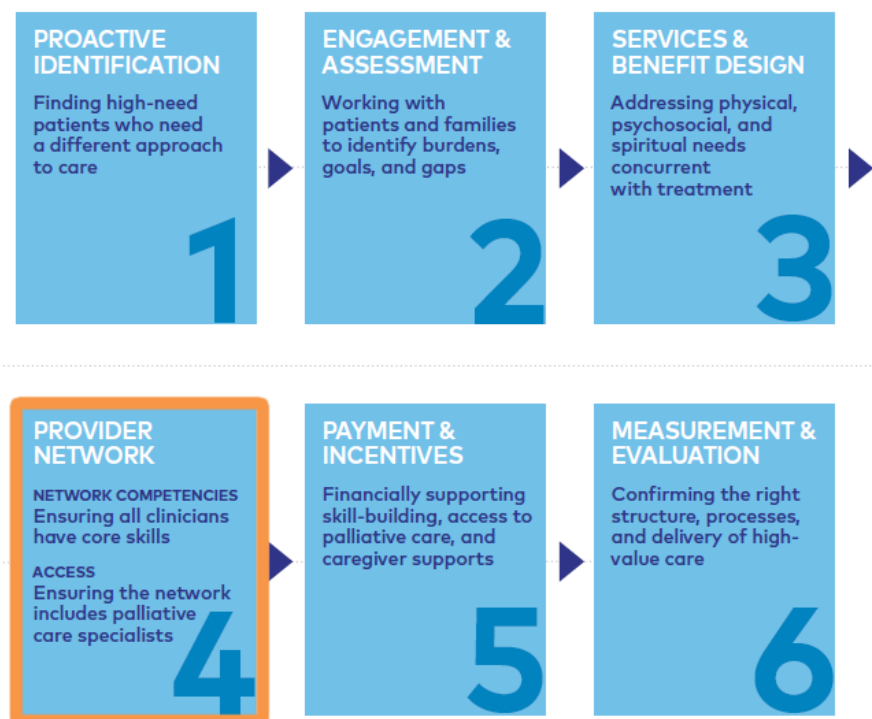 PROACTIVE
IDENTIFICATION
Finding high-need
patients who need
a different approach
to care
1
ENGAGEMENT &
ASSESSMENT
Working with
patients and families
to identify burdens,
goals, and gaps
2
SERVICES &
BENEFIT DESIGN
Addressing physical,
psychosocial, and
spiritual needs
concurrent
with treatment
3
PROVIDER
NETWORK
NETWORK COMPETENCIES
Ensuring all clinicians
have core skills
ACCESS
Ensuring the network
includes palliative
care specialists
4
PAYMENT &
INCENTIVES
Financially supporting
skill-building, access to
palliative care, and
caregiver supports
5
MEASUREMENT &
EVALUATION
Confirming the right
structure, processes,
and delivery of high-
value care
6